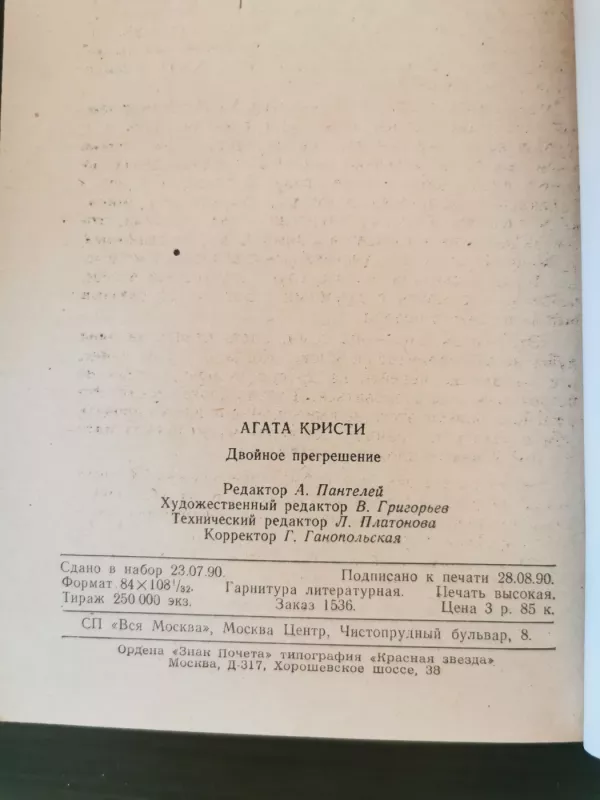 АГАТА КРИСТИ
Двойное прегрешение
Редактор А. Пантелей
Художественный редактор В. Григорьев
Технический редактор Л. Платонова
Корректор Г. Ганопольская
Сдано в набор 23.07.90. Подписано к печати 28.08.90.
Формат 84×108 1/32. Гарнитура литературная. Печать высокая.
Тираж 250 000 экз. Заказ 1536. Цена 3 р. 85 к.
СП «Вся Москва», Москва Центр, Чистопрудный бульвар, 8.
Ордена «Знак Почета» типография «Красная звезда»
Москва, Д-317, Хорошевское шоссе, 38